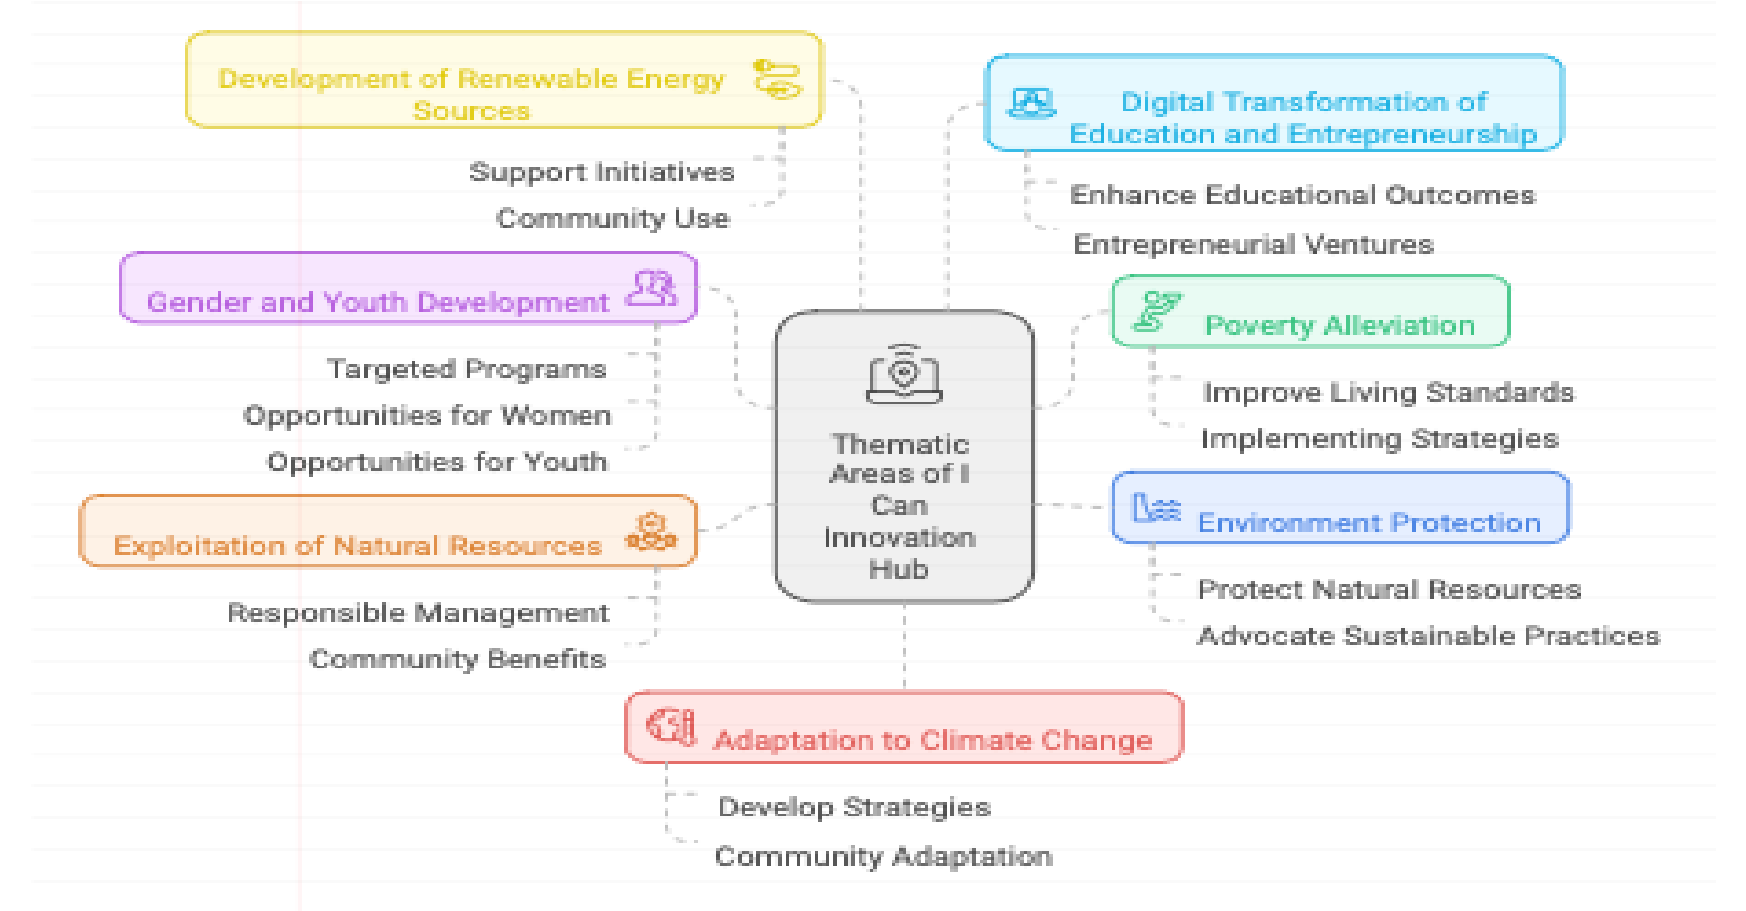 Development of Renewable Energy
Sources
Support Initiatives
Community Use
Gender and Youth Development
Targeted Programs
Opportunities for Women
Opportunities for Youth
Exploitation of Natural Resources
Responsible Management
Community Benefits
Thematic
Areas of I
Can
Innovation
Hub
Digital Transformation of
Education and Entrepreneurship
Enhance Educational Outcomes
Entrepreneurial Ventures
Poverty Alleviation
Improve Living Standards
Implementing Strategies
Environment Protection
Protect Natural Resources
Advocate Sustainable Practices
Adaptation to Climate Change
Develop Strategies
Community Adaptation